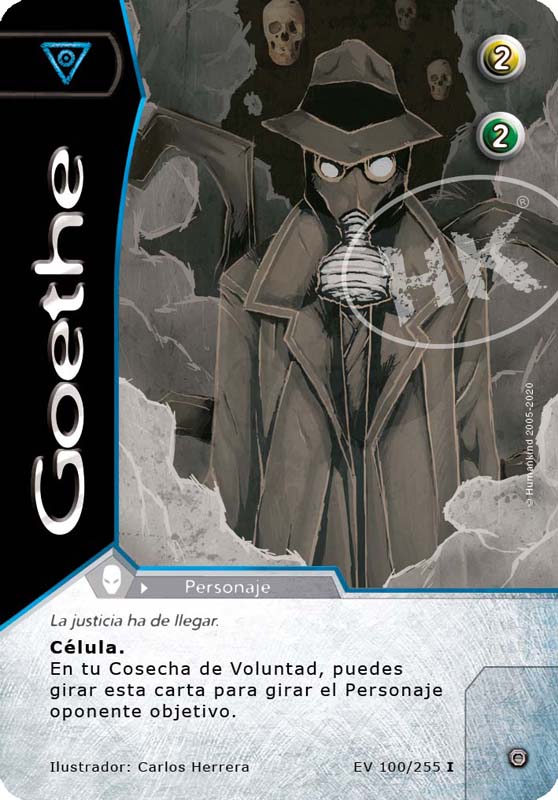 2
2
Goethe
HK®
© Humankind 2005-2020
Personaje
La justicia ha de llegar.
Célula.
En tu Cosecha de Voluntad, puedes
girar esta carta para girar el Personaje
oponente objetivo.
Ilustrador: Carlos Herrera
EV 100/255 I